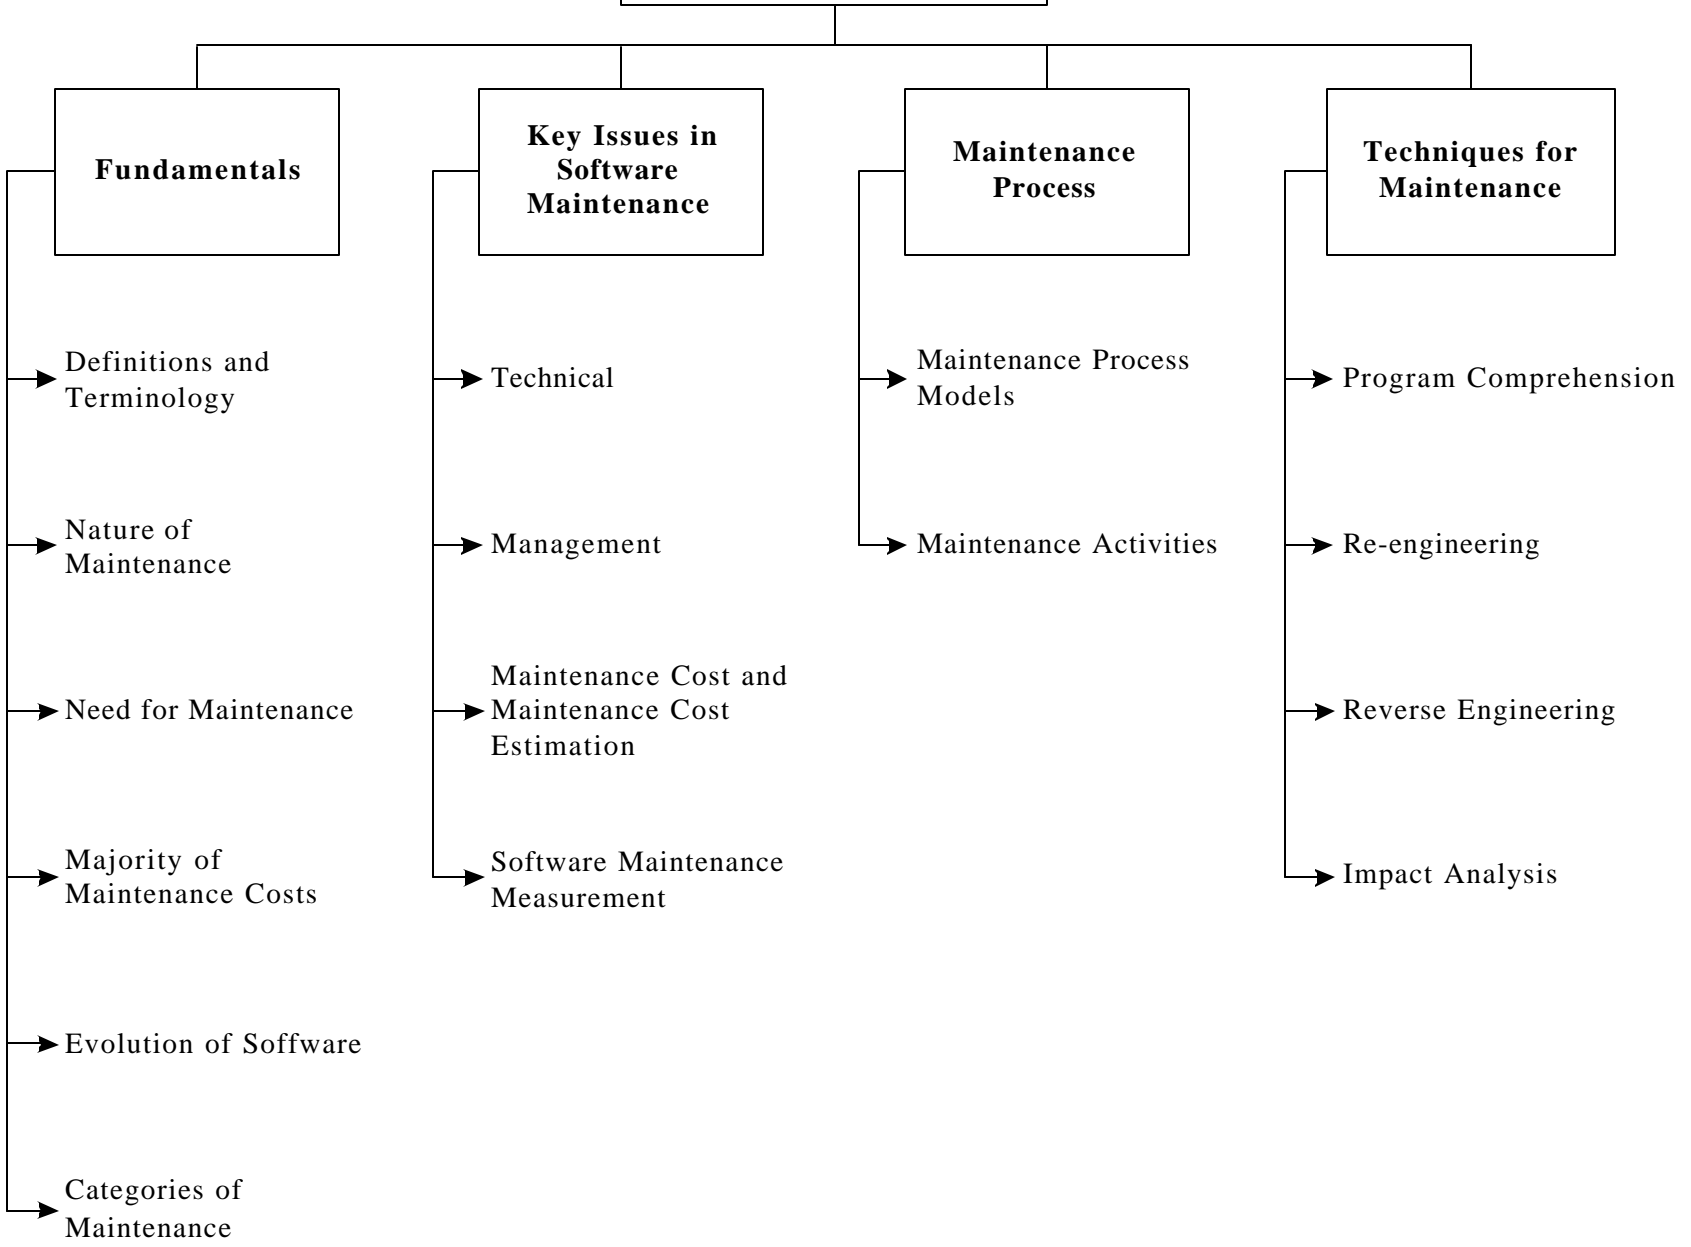 Fundamentals
Key Issues in
Software
Maintenance
Maintenance
Process
Techniques for
Maintenance
Definitions and
Terminology
Nature of
Maintenance
Need for Maintenance
Majority of
Maintenance Costs
Evolution of Soffware
Categories of
Maintenance
Technical
Management
Maintenance Cost and
Maintenance Cost
Estimation
Software Maintenance
Measurement
Maintenance Process
Models
Maintenance Activities
Program Comprehension
Re-engineering
Reverse Engineering
Impact Analysis